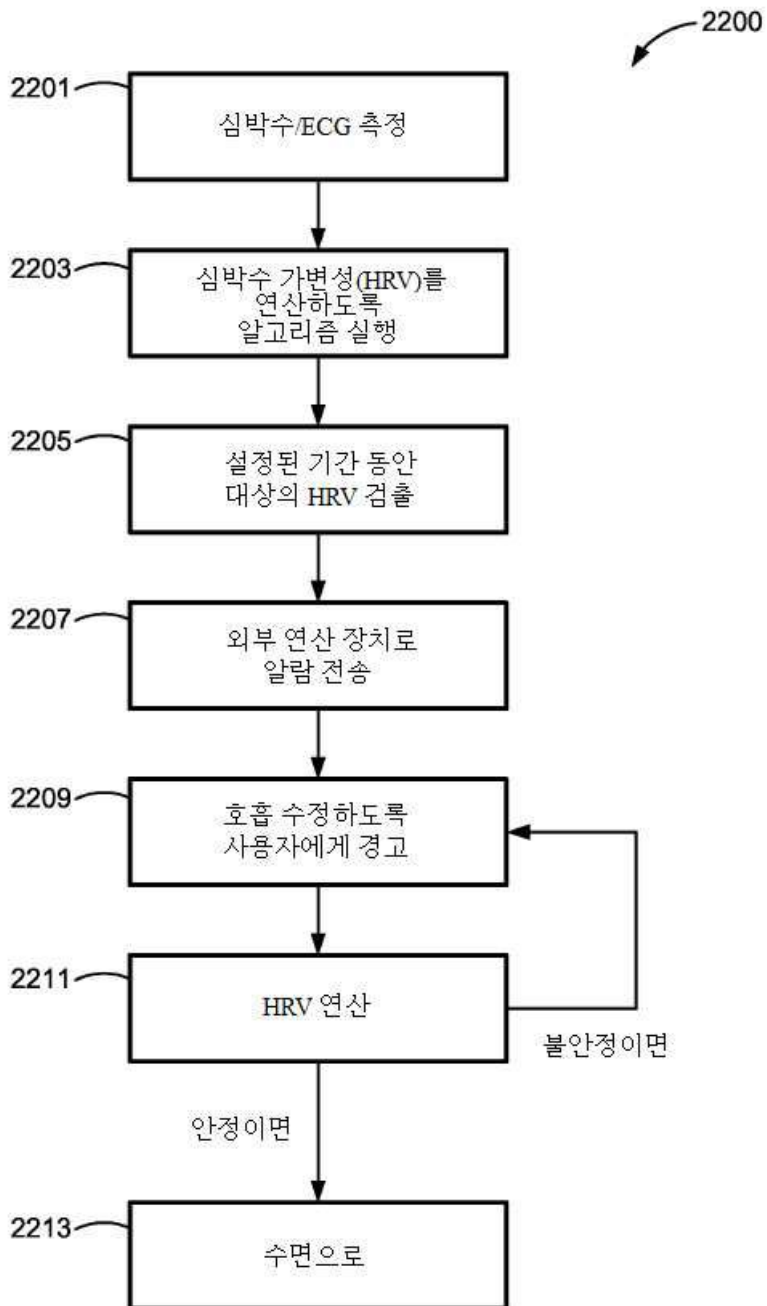 2200
2201
심박수/ECG 측정
2203
심박수 가변성(HRV)를
연산하도록
알고리즘 실행
2205
설정된 기간 동안
대상의 HRV 검출
2207
외부 연산 장치로
알람 전송
2209
호흡 수정하도록
사용자에게 경고
2211
HRV 연산
불안정이면
안정이면
2213
수면으로